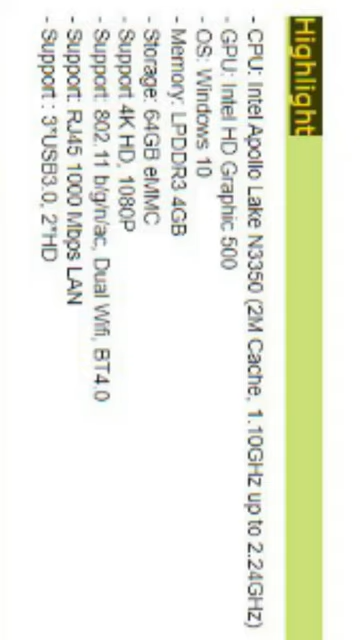 Highlight
- CPU: Intel Apollo Lake N3350 (2M Cache, 1.10GHz up to 2.24GHz)
- GPU: Intel HD Graphic 500
- OS: Windows 10
- Memory: LPDDR3 4GB
- Storage: 64GB eMMC
- Support 4K HD, 1080P
- Support: 802.11 b/g/n/ac, Dual Wifi, BT4.0
- Support: RJ45 1000 Mbps LAN
- Support : 3*USB3.0, 2*HD